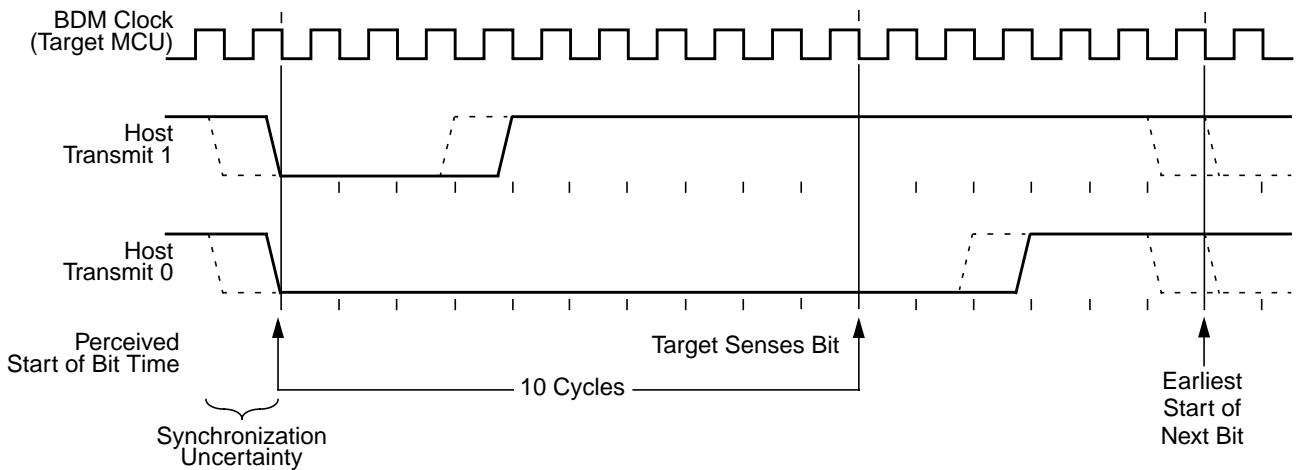 BDM Clock
(Target MCU)
Host
Transmit 1
Host
Transmit 0
Perceived
Start of Bit Time
Target Senses Bit
10 Cycles
Earliest
Start of
Next Bit
Synchronization
Uncertainty